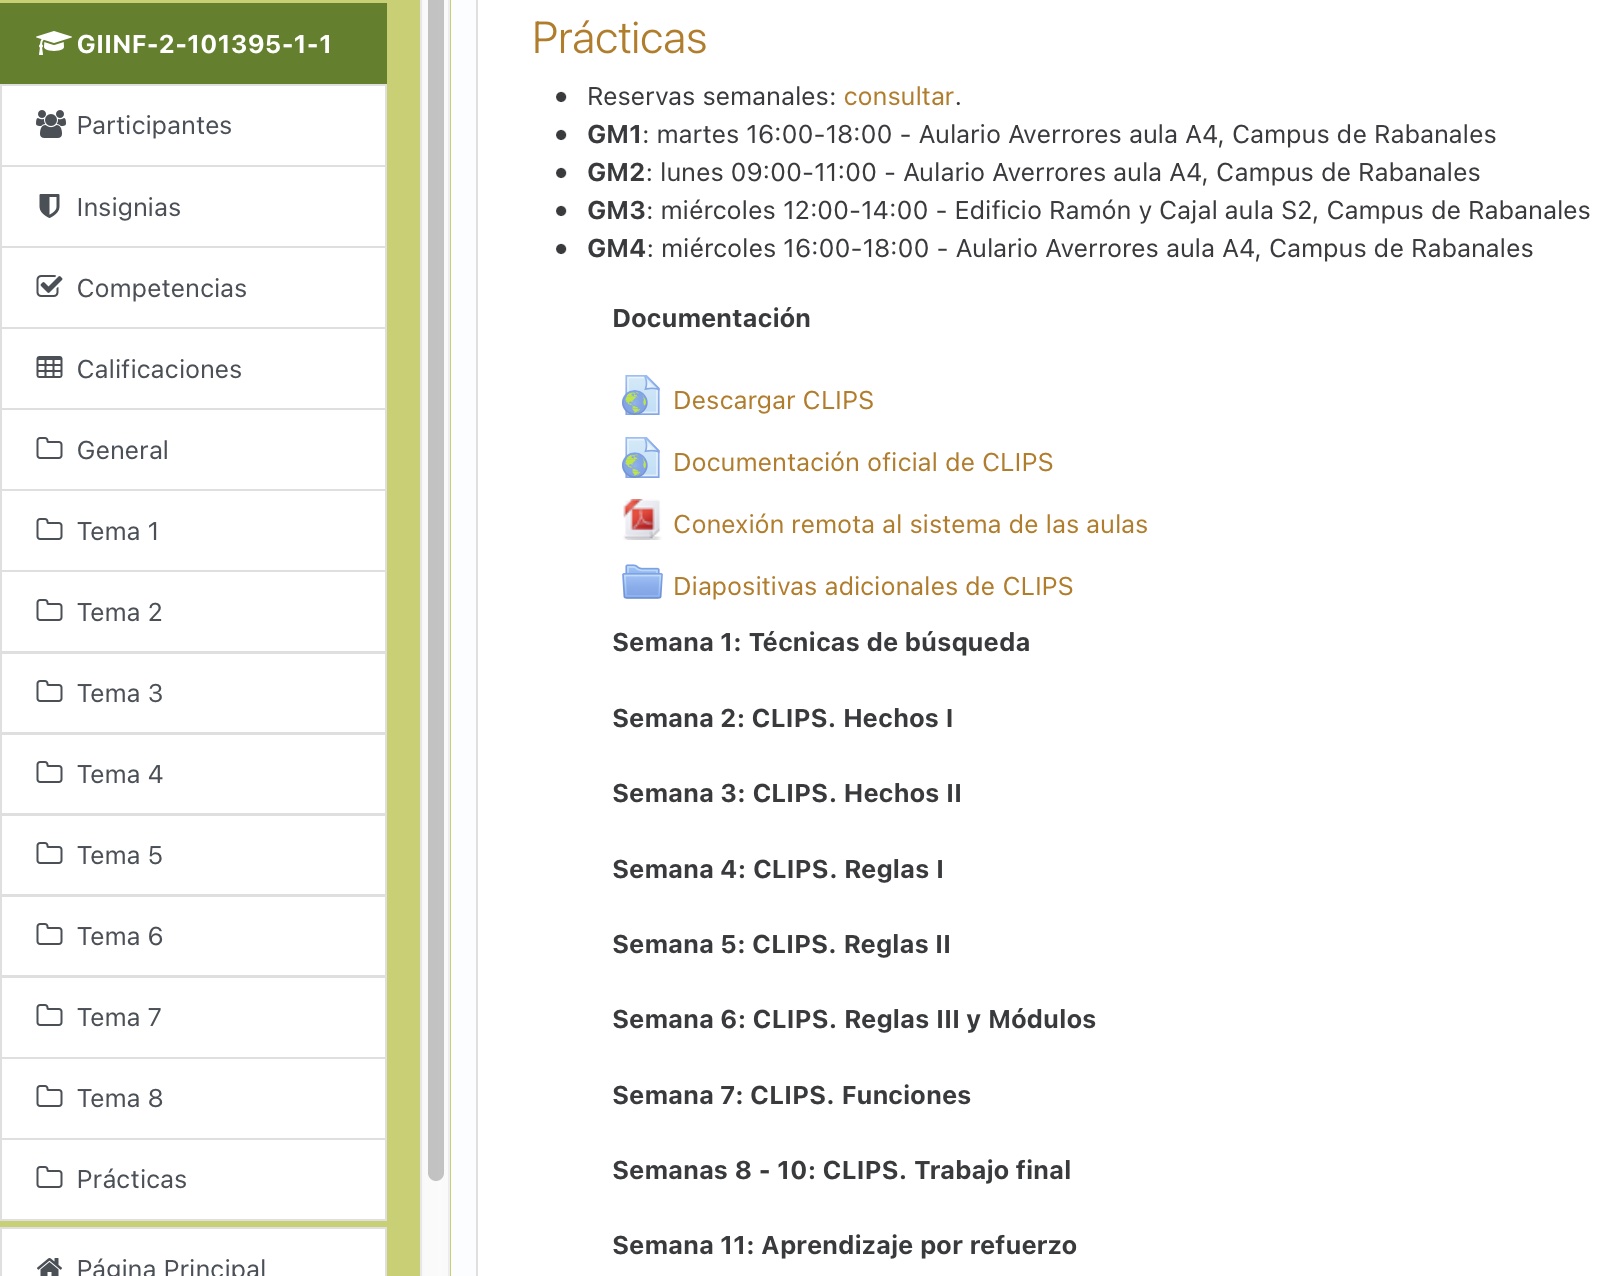 GIINF-2-101395-1-1
Participantes
Insignias
Competencias
Calificaciones
General
Tema 1
Tema 2
Tema 3
Tema 4
Tema 5
Tema 6
Tema 7
Tema 8
Prácticas
Página Principal
Prácticas
Reservas semanales: consultar.
GM1: martes 16:00-18:00 - Aulario Averrores aula A4, Campus de Rabanales
GM2: lunes 09:00-11:00 - Aulario Averrores aula A4, Campus de Rabanales
GM3: miércoles 12:00-14:00 - Edificio Ramón y Cajal aula S2, Campus de Rabanales
GM4: miércoles 16:00-18:00 - Aulario Averrores aula A4, Campus de Rabanales
Documentación
Descargar CLIPS
Documentación oficial de CLIPS
Conexión remota al sistema de las aulas
Diapositivas adicionales de CLIPS
Semana 1: Técnicas de búsqueda
Semana 2: CLIPS. Hechos I
Semana 3: CLIPS. Hechos II
Semana 4: CLIPS. Reglas I
Semana 5: CLIPS. Reglas II
Semana 6: CLIPS. Reglas III y Módulos
Semana 7: CLIPS. Funciones
Semanas 8 - 10: CLIPS. Trabajo final
Semana 11: Aprendizaje por refuerzo